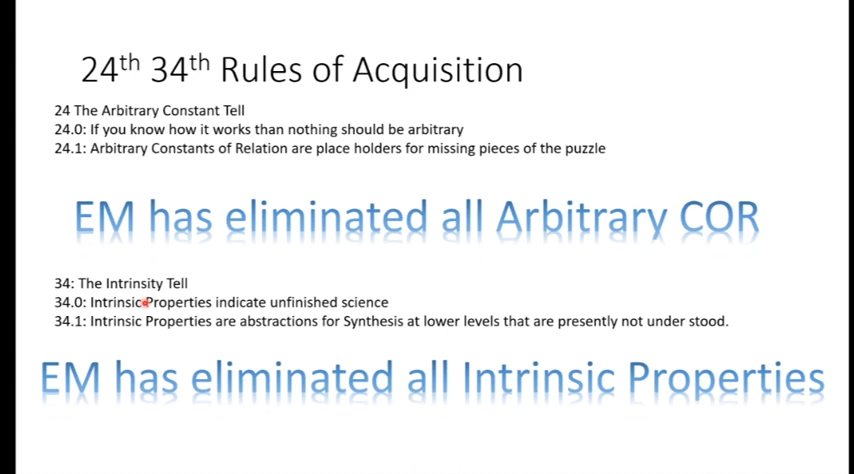 24th 34th Rules of Acquisition
24 The Arbitrary Constant Tell
24.0: If you know how it works than nothing should be arbitrary
24.1: Arbitrary Constants of Relation are place holders for missing pieces of the puzzle
EM has eliminated all Arbitrary COR
34: The Intrinsity Tell
34.0: Intrinsic Properties indicate unfinished science
34.1: Intrinsic Properties are abstractions for Synthesis at lower levels that are presently not under stood.
EM has eliminated all Intrinsic Properties